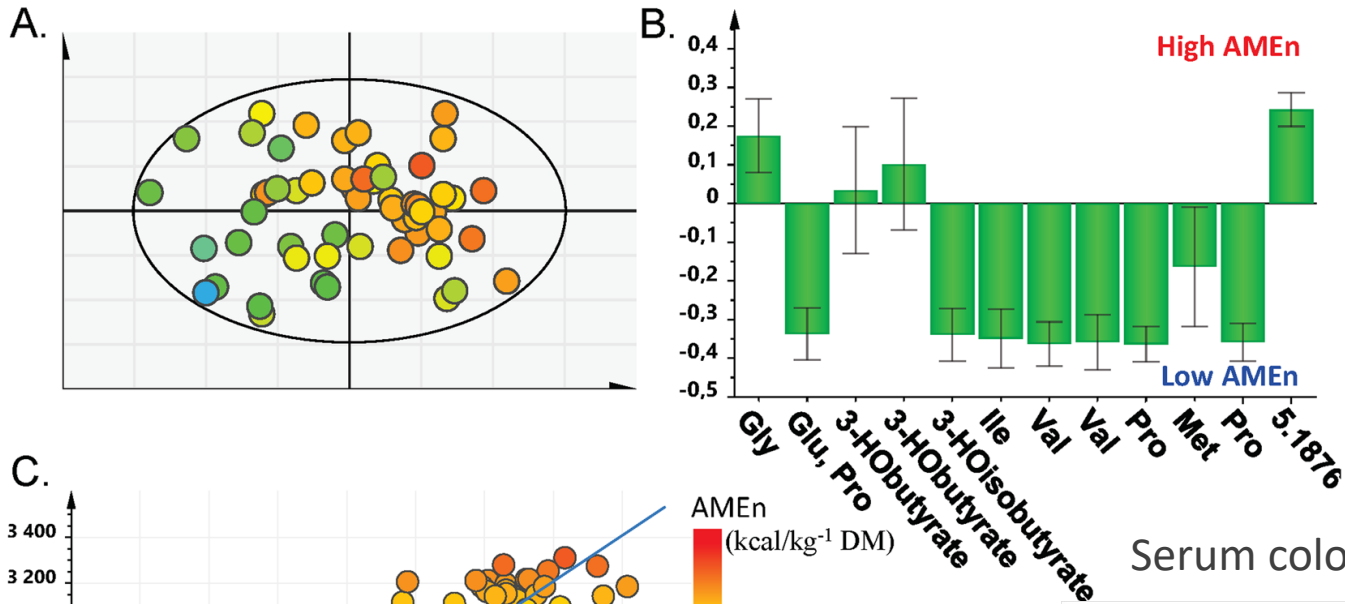 A.
B.
High AMEn
0,4
0,3
0,2
0,1
0
-0,1
-0,2
-0,3
-0,4
-0,5
Low AMEn
Gly
Glu, Pro
3-HObutyrate
3-HObutyrate
3-HOisobutyrate
Ile
Val
Val
Pro
Met
Pro
5.1876
C.
3 400
3 200
AMEn
(kcal/kg⁻¹ DM)
Serum colo